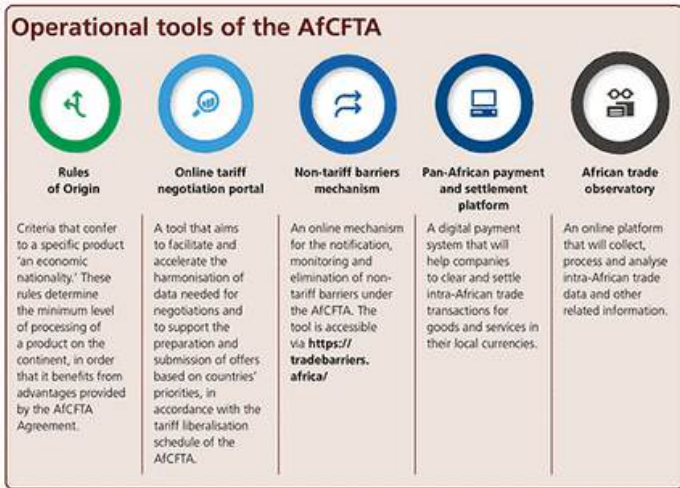 Operational tools of the AfCFTA
Rules
of Origin
Criteria that confer
to a specific product
'an economic
nationality.' These
rules determine
the minimum level
of processing of
a product on the
continent, in order
that it benefits from
advantages provided
by the AfCFTA
Agreement.
Online tariff
negotiation portal
A tool that aims
to facilitate and
accelerate the
harmonisation of
data needed for
negotiations and
to support the
preparation and
submission of offers
based on countries'
priorities, in
accordance with the
tariff liberalisation
schedule of the
AfCFTA.
Non-tariff barriers
mechanism
An online mechanism
for the notification,
monitoring and
elimination of non-
tariff barriers under
the AfCFTA. The
tool is accessible
via https://
tradebarriers.
africa/
Pan-African payment
and settlement
platform
A digital payment
system that will
help companies
to clear and settle
intra-African trade
transactions for
goods and services in
their local currencies.
African trade
observatory
An online platform
that will collect,
process and analyse
intra-African trade
data and other
related information.